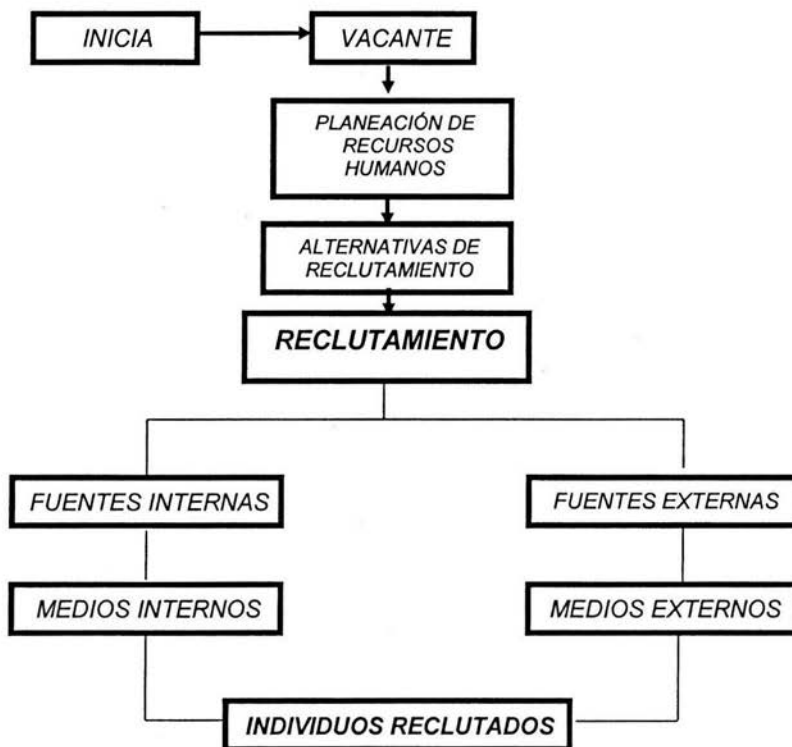 INICIA
VACANTE
PLANEACIÓN DE
RECURSOS
HUMANOS
ALTERNATIVAS DE
RECLUTAMIENTO
RECLUTAMIENTO
FUENTES INTERNAS
FUENTES EXTERNAS
MEDIOS INTERNOS
MEDIOS EXTERNOS
INDIVIDUOS RECLUTADOS